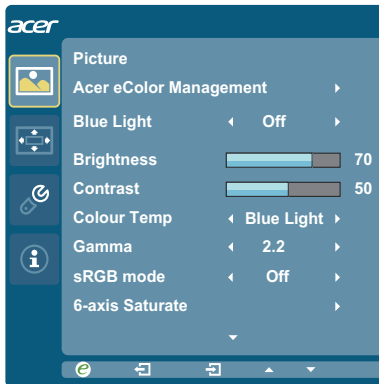 acer
Picture
Acer eColor Management
Blue Light Off
Brightness 70
Contrast 50
Colour Temp Blue Light
Gamma 2.2
sRGB mode Off
6-axis Saturate
e